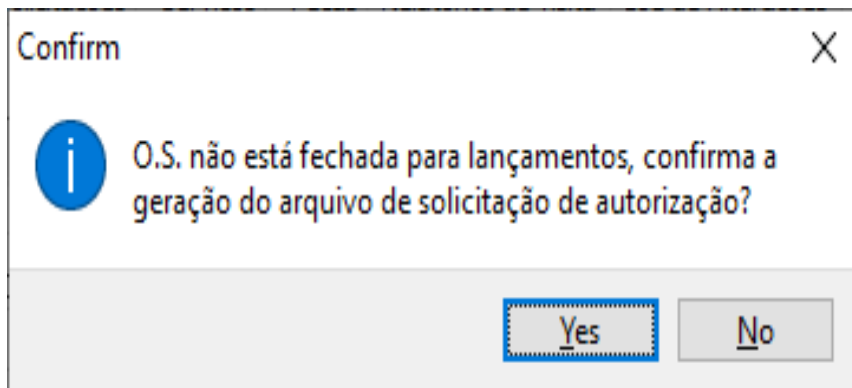 Confirm
O.S. não está fechada para lançamentos, confirma a
geração do arquivo de solicitação de autorização?
Yes
No